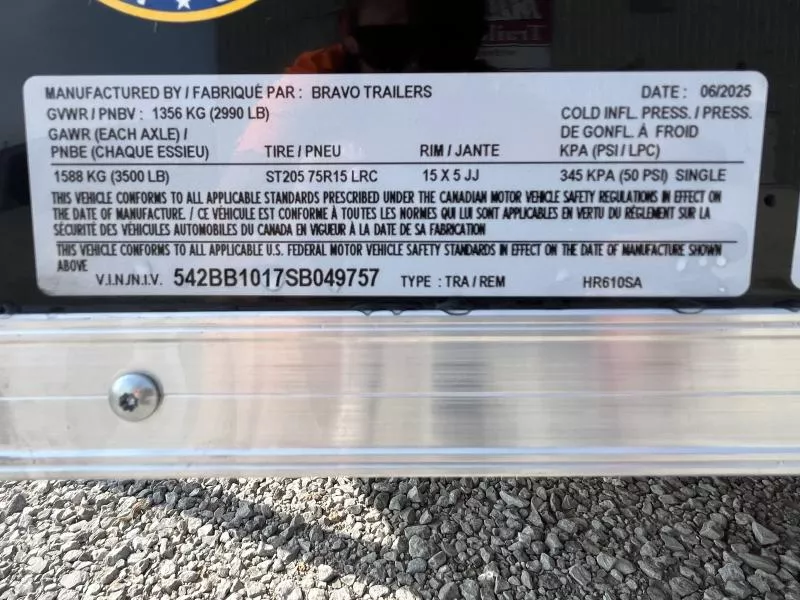 MANUFACTURED BY / FABRIQUÉ PAR : BRAVO TRAILERS DATE : 06/2025
GVWR / PNBV : 1356 KG (2990 LB) COLD INFL. PRESS. / PRESS.
GAWR (EACH AXLE) / DE GONFL. À FROID
PNBE (CHAQUE ESSIEU) TIRE / PNEU RIM / JANTE KPA (PSI / LPC)
1588 KG (3500 LB) ST205 75R15 LRC 15 X 5 JJ 345 KPA (50 PSI) SINGLE
THIS VEHICLE CONFORMS TO ALL APPLICABLE STANDARDS PRESCRIBED UNDER THE CANADIAN MOTOR VEHICLE SAFETY REGULATIONS IN EFFECT ON
THE DATE OF MANUFACTURE. / CE VÉHICULE EST CONFORME À TOUTES LES NORMES QUI LUI SONT APPLICABLES EN VERTU DU RÉGLEMENT SUR LA
SÉCURITÉ DES VÉHICULES AUTOMOBILES DU CANADA EN VIGUEUR À LA DATE DE SA FABRICATION
THIS VEHICLE CONFORMS TO ALL APPLICABLE U.S. FEDERAL MOTOR VEHICLE SAFETY STANDARDS IN EFFECT ON THE DATE OF MANUFACTURE SHOWN
ABOVE
V.I.N./N.I.V. 542BB1017SB049757 TYPE : TRA / REM HR610SA